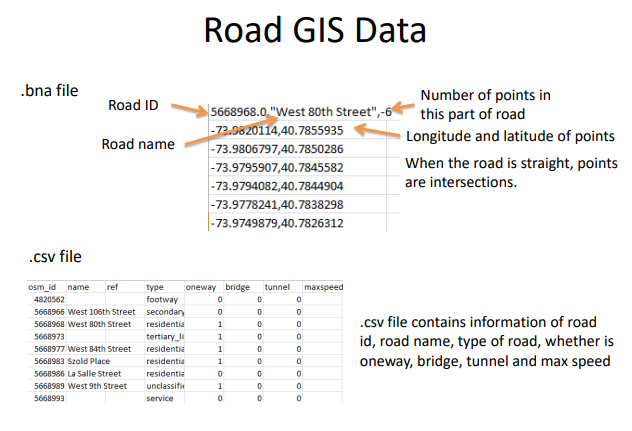 Road GIS Data
.bna file
Road ID
Road name
5668968.0,"West 80th Street",-6
-73.9820114,40.7855935
-73.9806797,40.7850286
-73.9795907,40.7845582
-73.9794082,40.7844904
-73.9778241,40.7838298
-73.9749879,40.7826312
Number of points in
this part of road
Longitude and latitude of points
When the road is straight, points
are intersections.
.csv file
osm_id name ref type oneway bridge tunnel maxspeed
4820562 footway 0 0 0
5668966 West 106th Street secondary 0 0 0
5668968 West 80th Street residentia 1 0 0
5668973 tertiary_li 1 0 0
5668977 West 84th Street residentia 1 0 0
5668983 Szold Place residentia 1 0 0
5668986 La Salle Street residentia 0 0 0
5668989 West 9th Street unclassifie 1 0 0
5668993 service 0 0 0
.csv file contains information of road
id, road name, type of road, whether is
oneway, bridge, tunnel and max speed